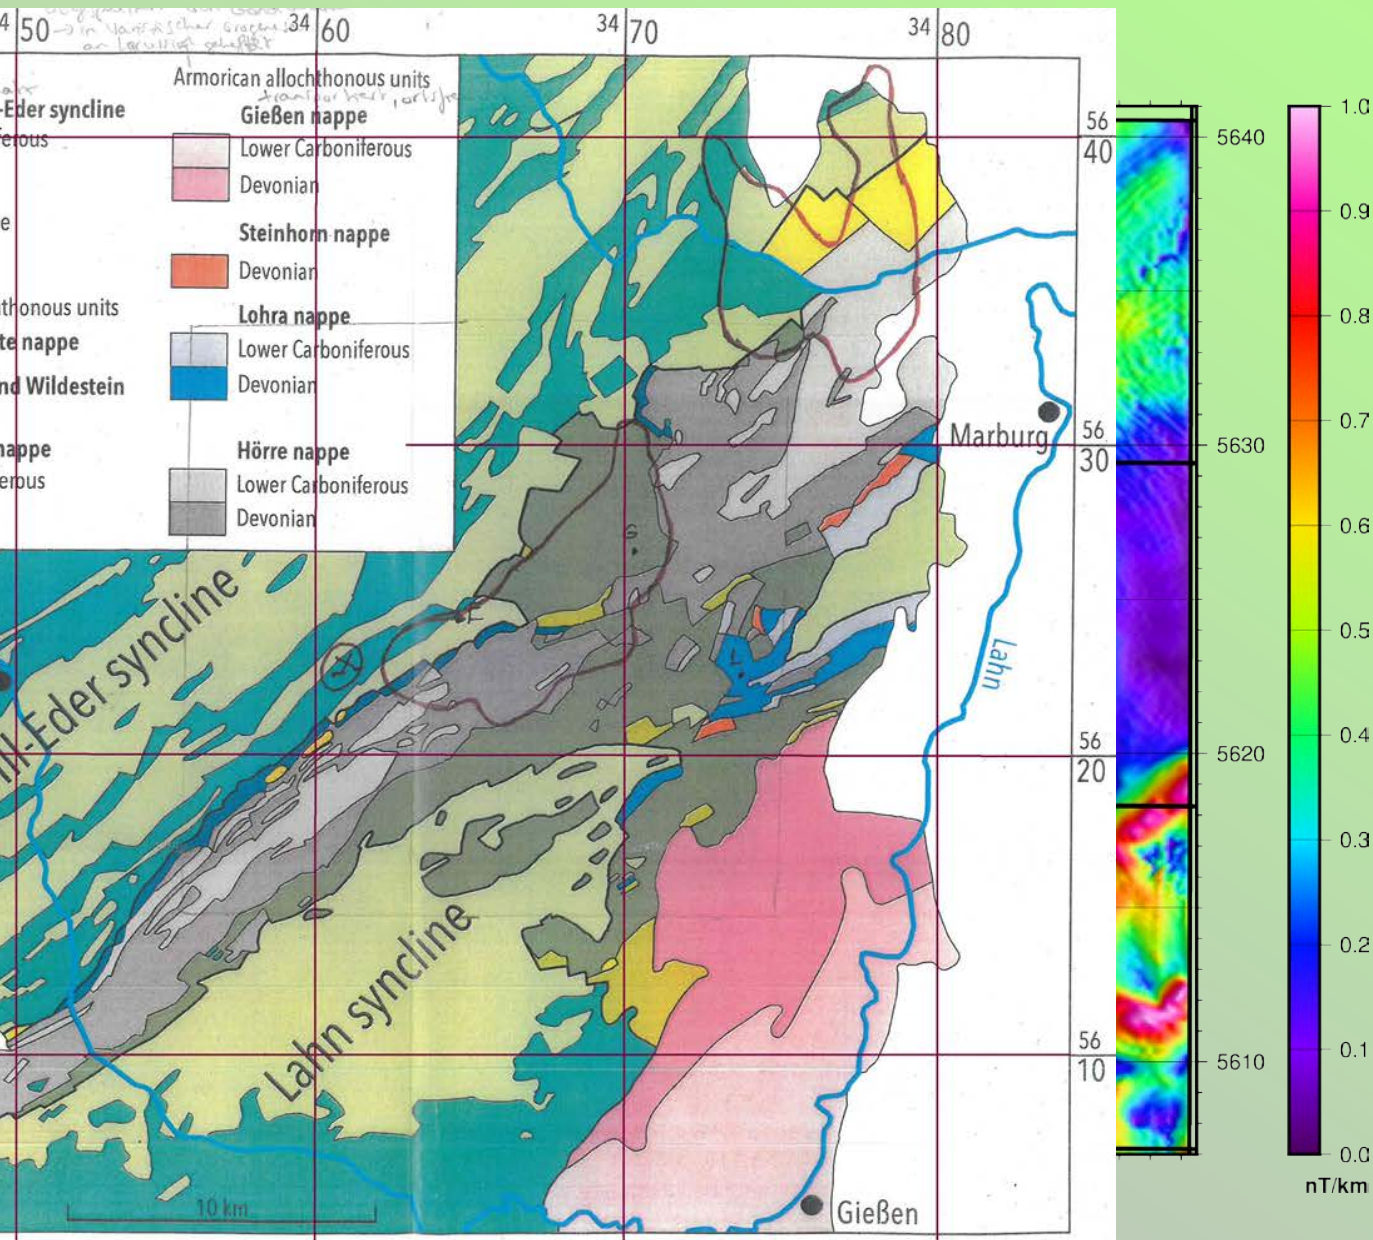 4
50
34
60
34
70
34
80
Armorican allochthonous units
-Eder syncline
Gießen nappe
ferous
Lower Carboniferous
Devonian
Steinhorn nappe
Devonian
thonous units
Lohra nappe
te nappe
Lower Carboniferous
nd Wildestein
Devonian
nappe
Hörre nappe
erous
Lower Carboniferous
Devonian
56
40
56
30
56
20
56
10
Marburg
Lahn
ill-Eder syncline
Lahn syncline
10 km
Gießen
5640
5630
5620
5610
1.0
0.9
0.8
0.7
0.6
0.5
0.4
0.3
0.2
0.1
0.0
nT/km